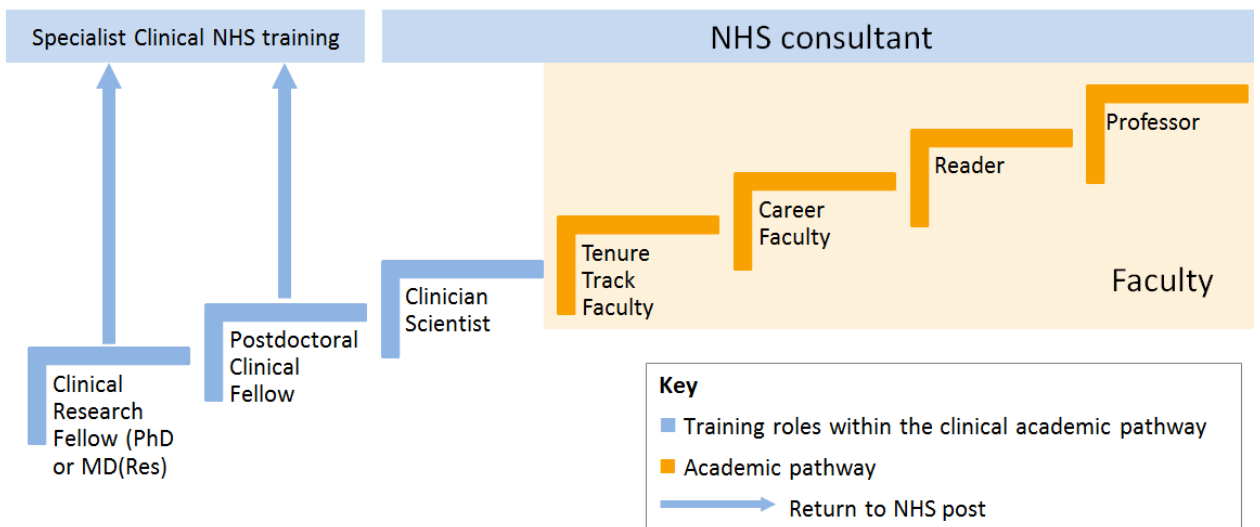 Specialist Clinical NHS training
NHS consultant
Professor
Reader
Career
Faculty
Tenure
Track
Faculty
Faculty
Clinician
Scientist
Postdoctoral
Clinical
Fellow
Clinical
Research
Fellow (PhD
or MD(Res)
Key
Training roles within the clinical academic pathway
Academic pathway
Return to NHS post